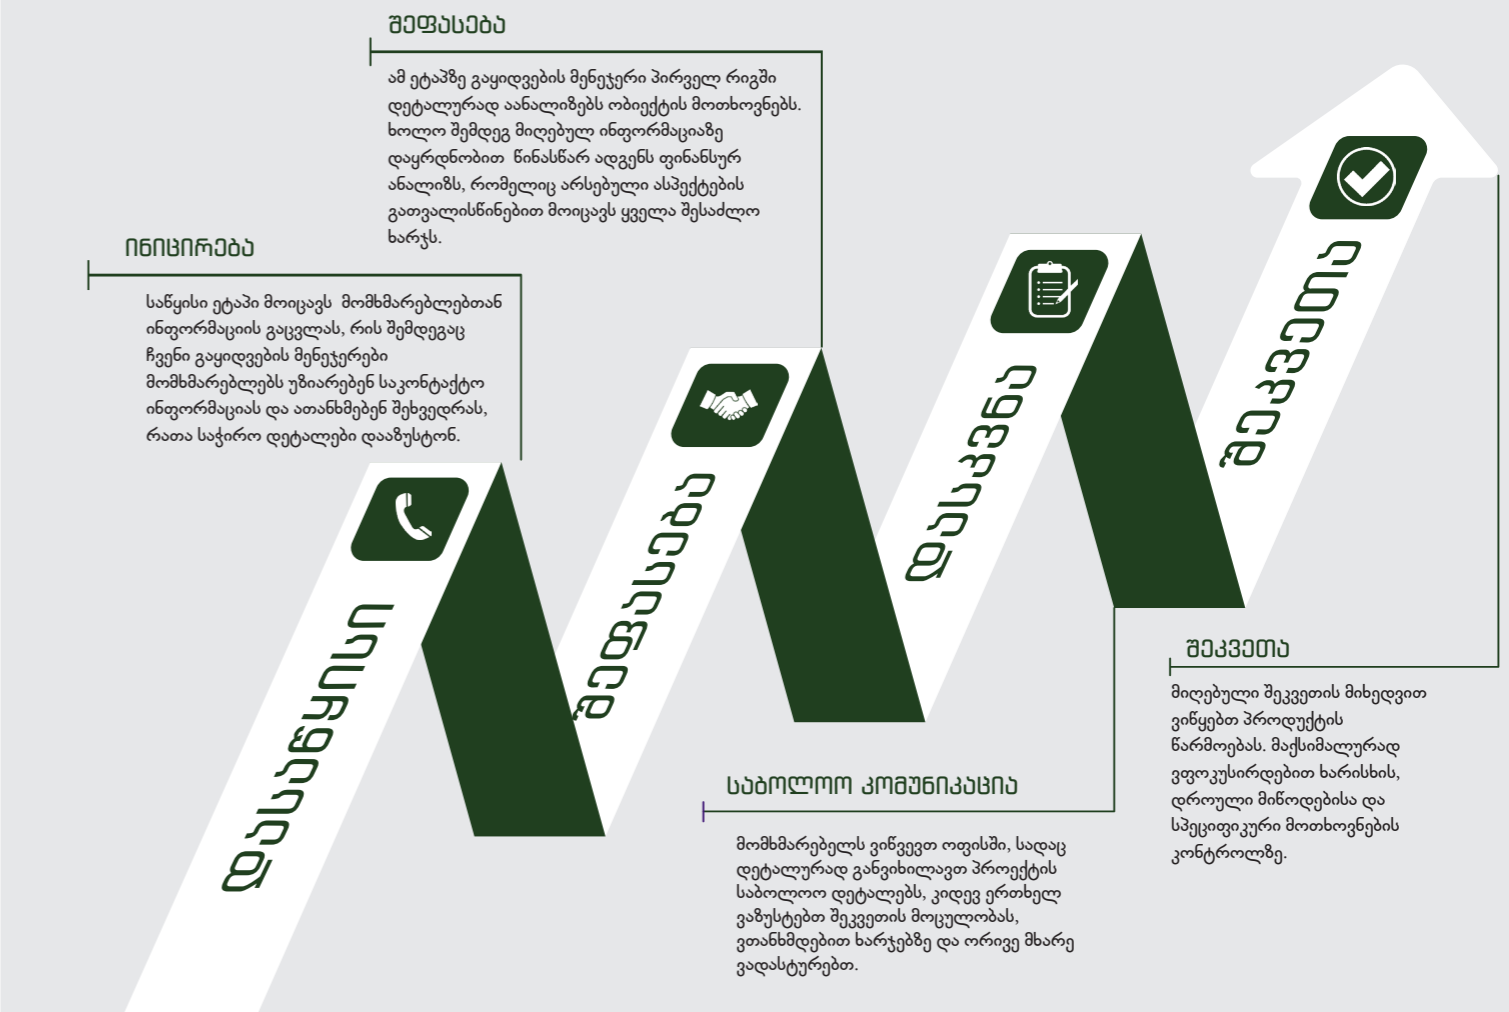 შეფასება
ამ ეტაპზე გაყიდვების მენეჯერი პირველ რიგში
დეტალურად აანალიზებს ობიექტის მოთხოვნებს.
ხოლო შემდეგ მიღებულ ინფორმაციაზე
დაყრდნობით წინასწარ ადგენს ფინანსურ
ანალიზს, რომელიც არსებული ასპექტების
გათვალისწინებით მოიცავს ყველა შესაძლო
ხარჯს.
ინიცირება
საწყისი ეტაპი მოიცავს მომხმარებლებთან
ინფორმაციის გაცვლას, რის შემდეგაც
ჩვენი გაყიდვების მენეჯერები
მომხმარებლებს უზიარებენ საკონტაქტო
ინფორმაციას და ათანხმებენ შეხვედრას,
რათა საჭირო დეტალები დააზუსტონ.
დასაწყისი
შეფასება
დასკვნა
შეკვეთა
საბოლოო კომუნიკაცია
მომხმარებელს ვიწვევთ ოფისში, სადაც
დეტალურად განვიხილავთ პროექტის
საბოლოო დეტალებს, კიდევ ერთხელ
ვაზუსტებთ შეკვეთის მოცულობას,
ვთანხმდებით ხარჯებზე და ორივე მხარე
ვადასტურებთ.
შეკვეთა
მიღებული შეკვეთის მიხედვით
ვიწყებთ პროდუქტის
წარმოებას. მაქსიმალურად
ვფოკუსირდებით ხარისხის,
დროული მიწოდებისა და
სპეციფიკური მოთხოვნების
კონტროლზე.